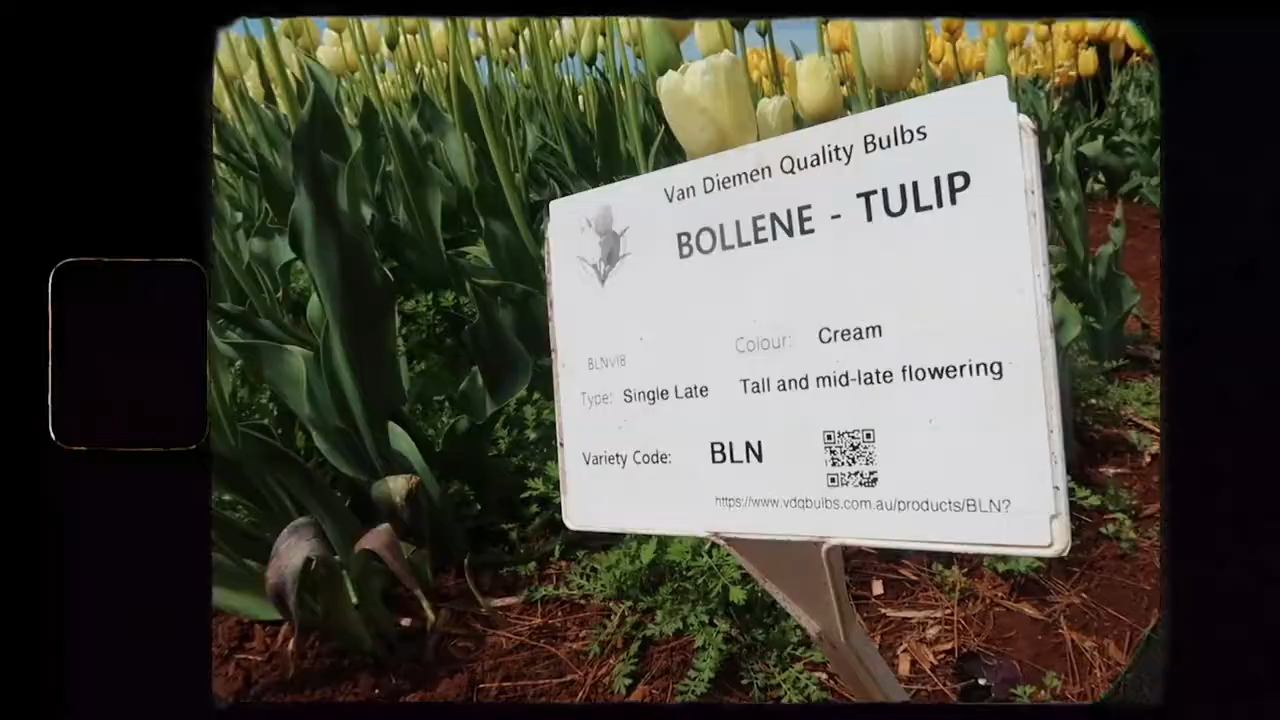 Van Diemen Quality Bulbs
BOLLENE - TULIP
Colour: Cream
BLNV18
Type: Single Late Tall and mid-late flowering
Variety Code: BLN
https://www.vdqbulbs.com.au/products/BLN?